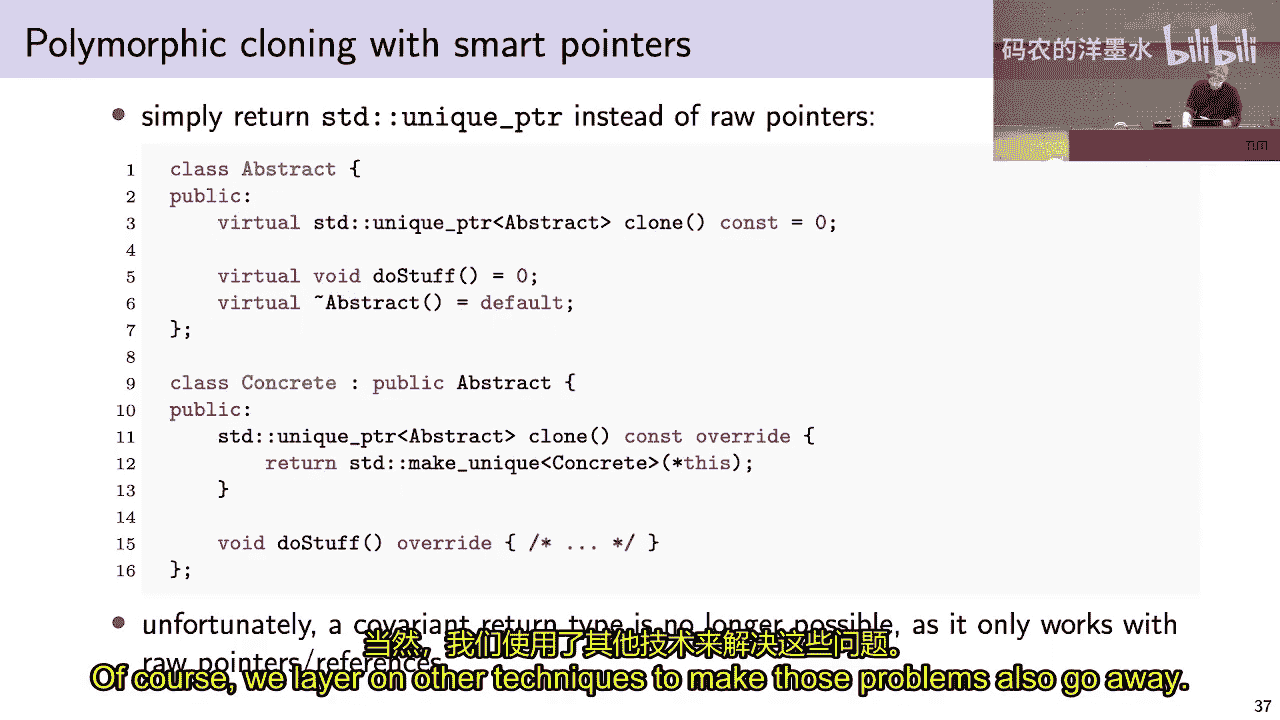 Polymorphic cloning with smart pointers
码农的洋墨水 bilibili
• simply return std::unique_ptr instead of raw pointers:
1 class Abstract {
2 public:
3 virtual std::unique_ptr<Abstract> clone() const = 0;
4
5 virtual void doStuff() = 0;
6 virtual ~Abstract() = default;
7 };
8
9 class Concrete : public Abstract {
10 public:
11 std::unique_ptr<Abstract> clone() const override {
12 return std::make_unique<Concrete>(*this);
13 }
14
15 void doStuff() override { /* ... */ }
16 };
• unfortunately, a covariant return type is no longer possible, as it only works with
raw pointers/references
当然，我们使用了其他技术来解决这些问题。
Of course, we layer on other techniques to make those problems also go away.
37